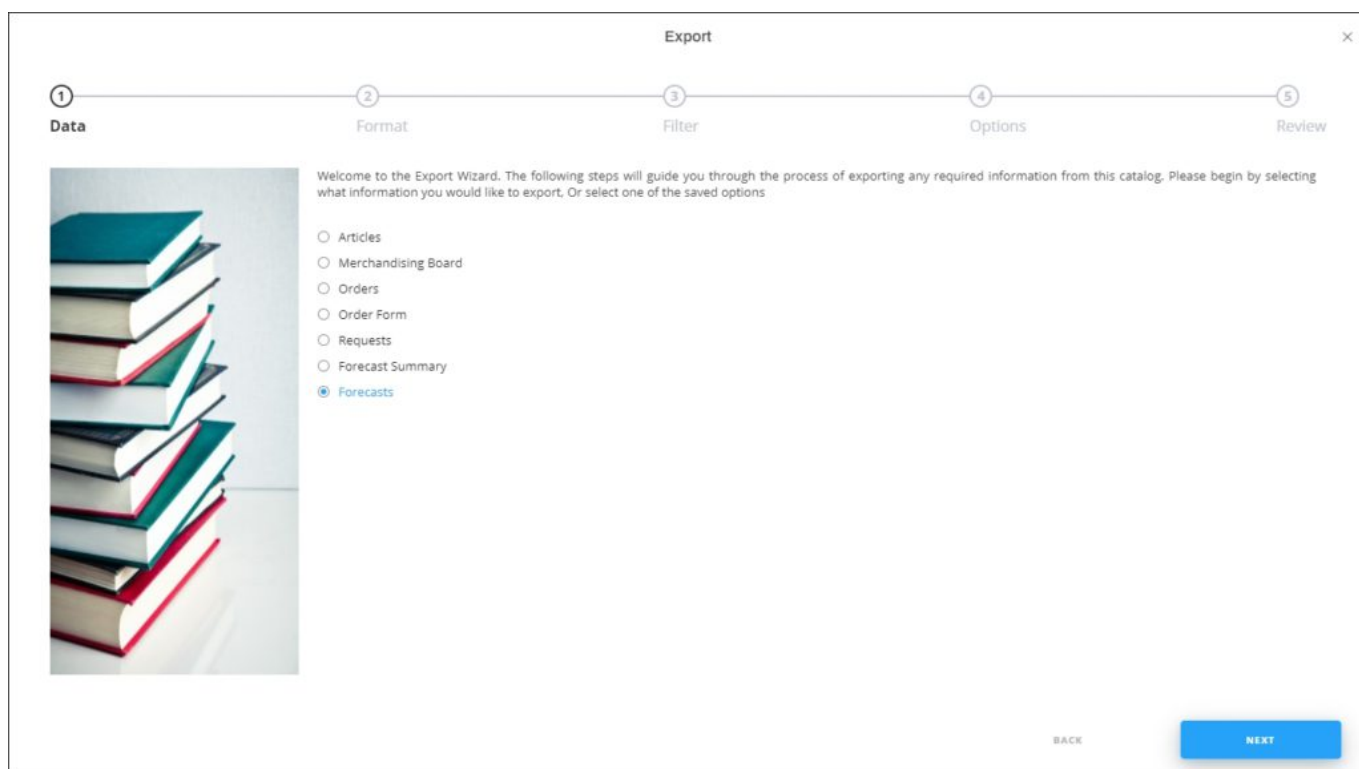 Export
1
2
3
4
5
Data
Format
Filter
Options
Review
Welcome to the Export Wizard. The following steps will guide you through the process of exporting any required information from this catalog. Please begin by selecting
what information you would like to export, Or select one of the saved options
Articles
Merchandising Board
Orders
Order Form
Requests
Forecast Summary
Forecasts
BACK
NEXT